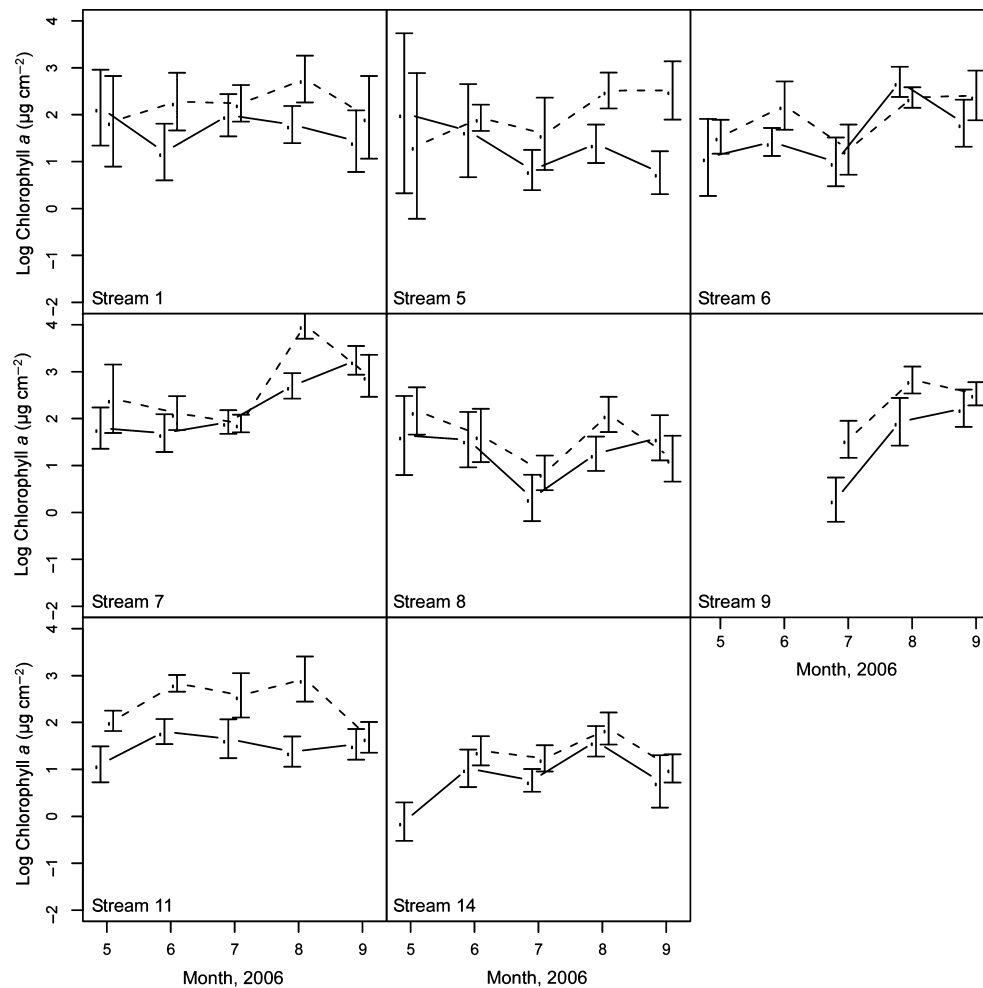 Log Chlorophyll a (µg cm−2)
4
3
2
1
0
−1
−2
Stream 1
Stream 5
Stream 6
Log Chlorophyll a (µg cm−2)
4
3
2
1
0
−1
−2
Stream 7
Stream 8
Stream 9
5 6 7 8 9
Month, 2006
Log Chlorophyll a (µg cm−2)
4
3
2
1
0
−1
−2
Stream 11
Stream 14
5 6 7 8 9
5 6 7 8 9
Month, 2006
Month, 2006